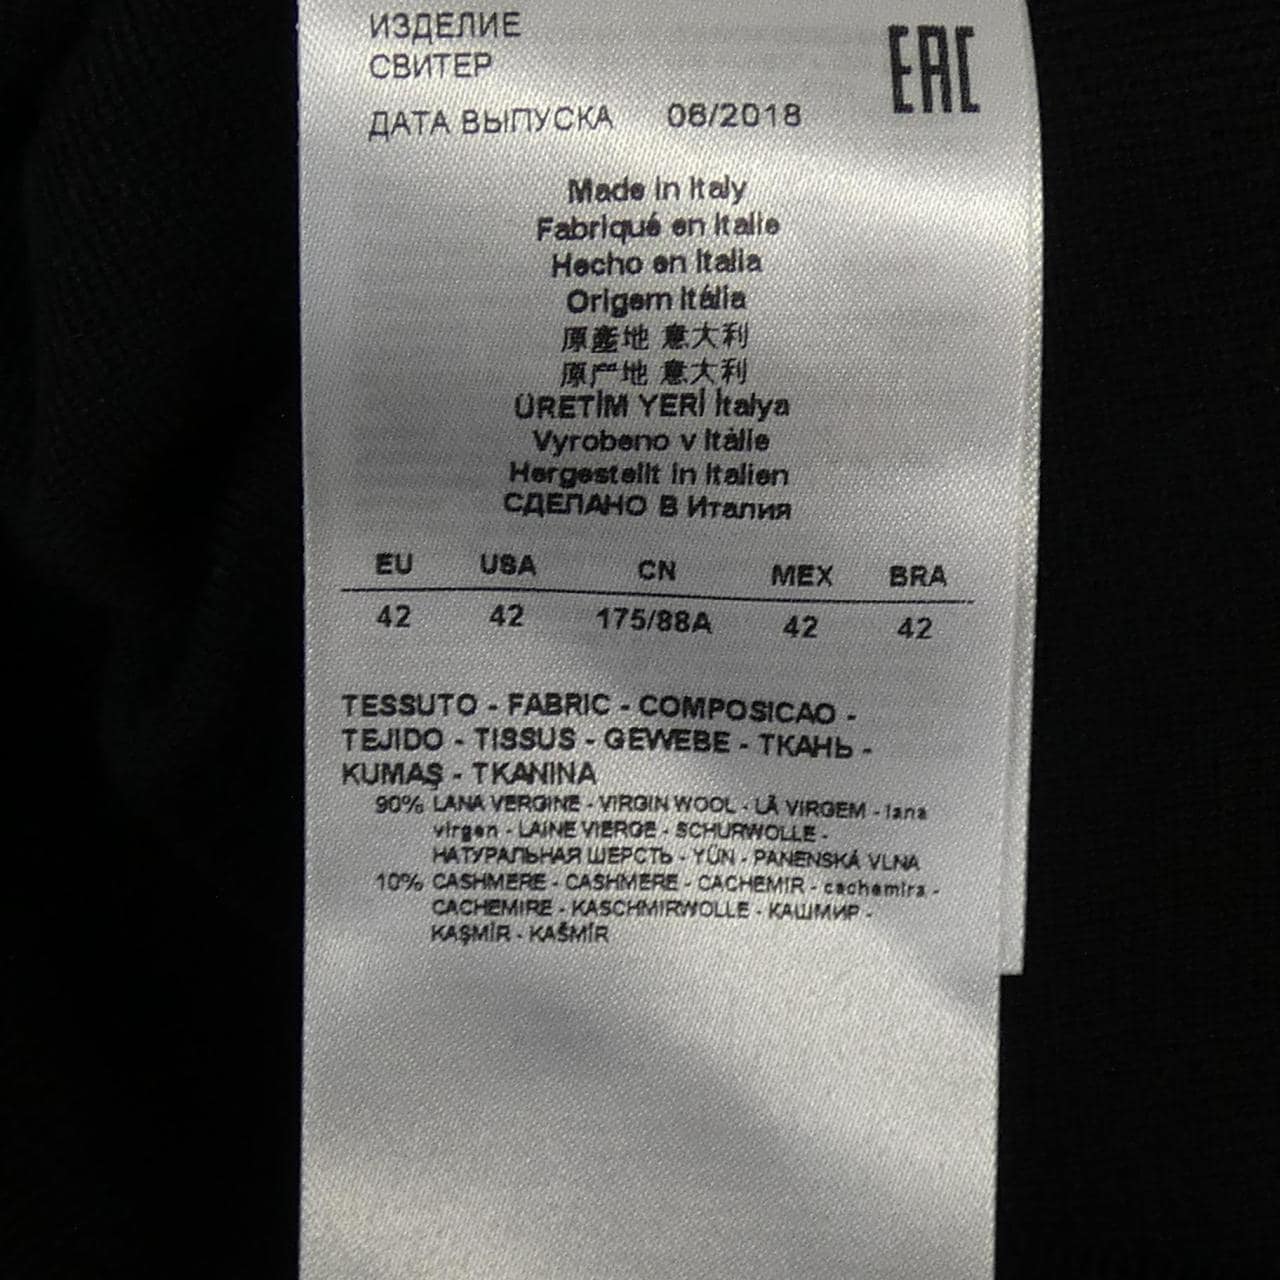 ИЗДЕЛИЕ
СВИТЕР
EAC
ДАТА ВЫПУСКА 06/2018
Made in Italy
Fabriqué en Italie
Hecho en Italia
Origem Itália
原產地 意大利
原产地 意大利
ÜRETİM YERİ İtalya
Vyrobeno v Itálie
Hergestellt in Italien
СДЕЛАНО В Италия
EU USA CN MEX BRA
42 42 175/88A 42 42
TESSUTO - FABRIC - COMPOSICAO -
TEJIDO - TISSUS - GEWEBE - ТКАНЬ -
KUMAŞ - TKANINA
90% LANA VERGINE - VIRGIN WOOL - LÃ VIRGEM - lana
virgen - LAINE VIERGE - SCHURWOLLE -
НАТУРАЛЬНАЯ ШЕРСТЬ - YÜN - PANENSKÁ VLNA
10% CASHMERE - CASHMERE - CACHEMIR - cachemira -
CACHEMIRE - KASCHMIRWOLLE - КАШМИР -
KAŞMİR - KAŠMÍR